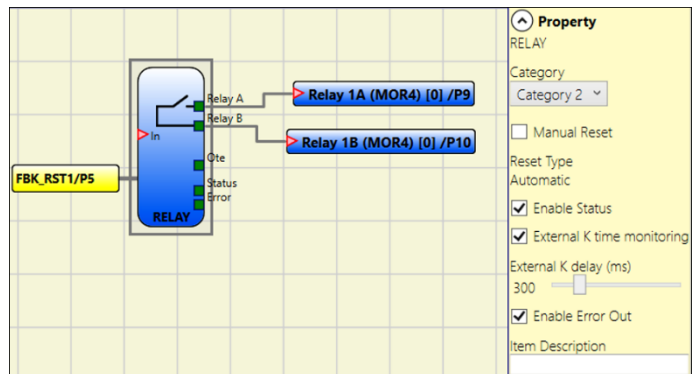 Relay A
Relay B
In
Ote
Status
Error
RELAY
FBK_RST1/P5
Relay 1A (MOR4) [0] /P9
Relay 1B (MOR4) [0] /P10
Property
RELAY
Category
Category 2
Manual Reset
Reset Type
Automatic
Enable Status
External K time monitoring
External K delay (ms)
300
Enable Error Out
Item Description